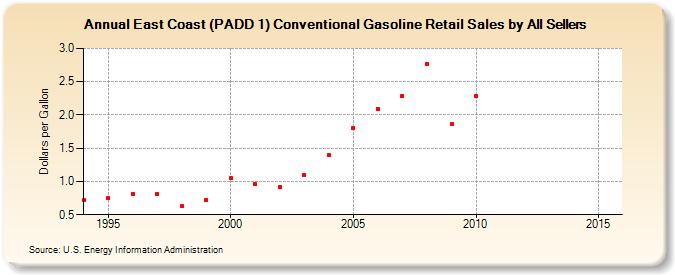 Annual East Coast (PADD 1) Conventional Gasoline Retail Sales by All Sellers
Dollars per Gallon
3.0
2.5
2.0
1.5
1.0
0.5
1995 2000 2005 2010 2015
Source: U.S. Energy Information Administration